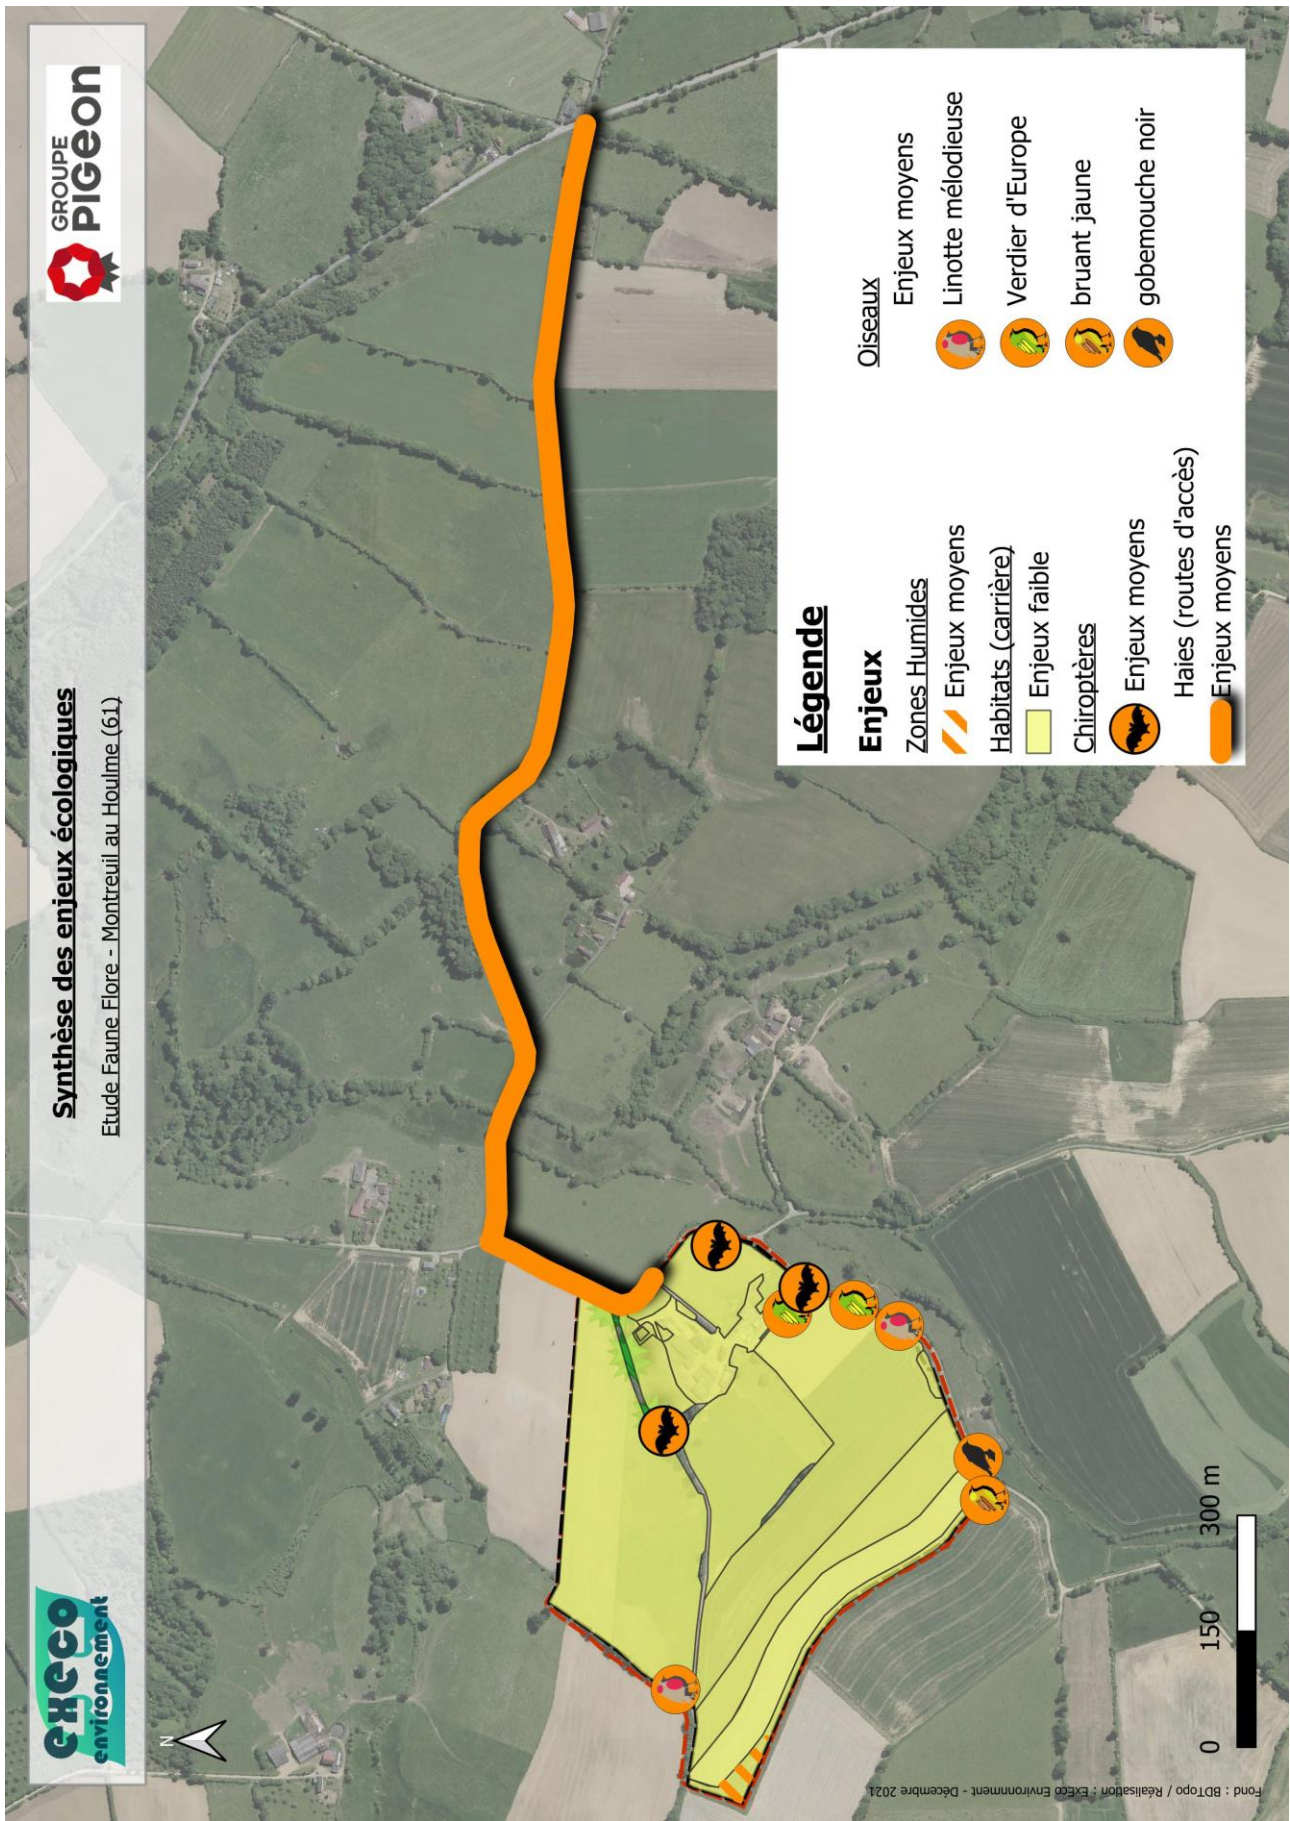 Synthèse des enjeux écologiques
Etude Faune Flore - Montreuil au Houlme (61)
execo
environnement
GROUPE
PIGeon
N
Légende
Enjeux
Zones Humides
Enjeux moyens
Habitats (carrière)
Enjeux faible
Chiroptères
Enjeux moyens
Haies (routes d'accès)
Enjeux moyens
Oiseaux
Enjeux moyens
Linotte mélodieuse
Verdier d'Europe
bruant jaune
gobemouche noir
0 150 300 m
Fond : BDTopo / Réalisation : ExEco Environnment - Décembre 2021